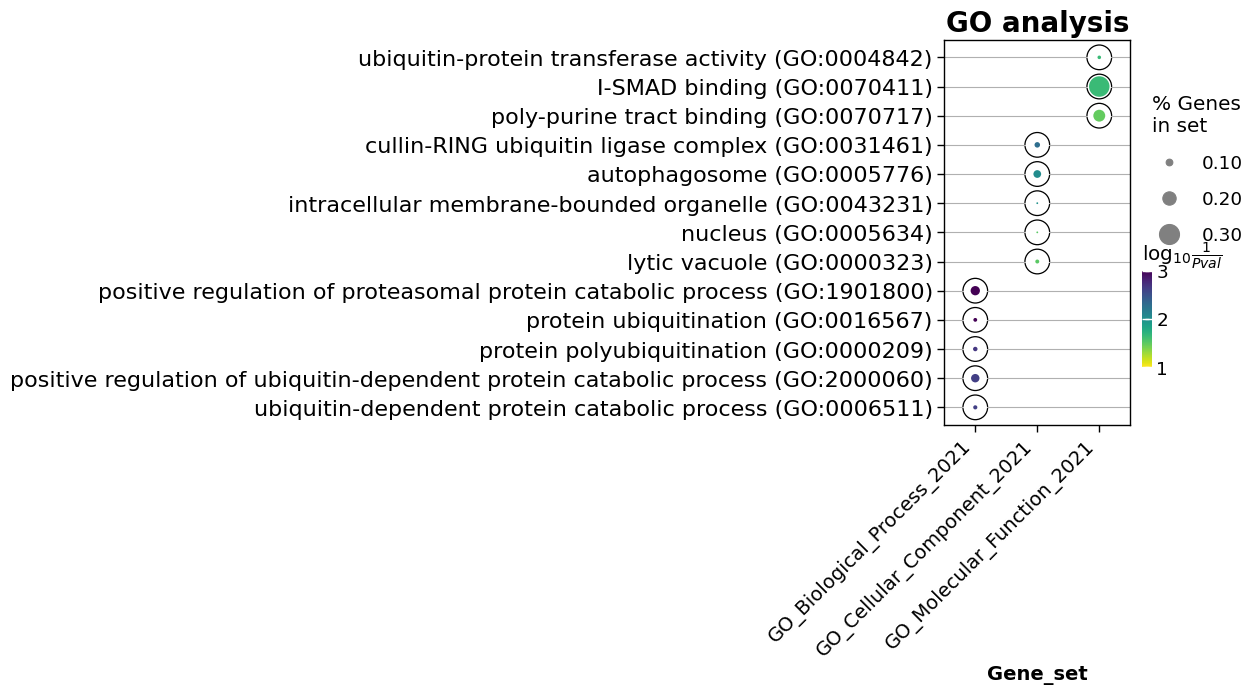 GO analysis
ubiquitin-protein transferase activity (GO:0004842)
I-SMAD binding (GO:0070411)
poly-purine tract binding (GO:0070717)
cullin-RING ubiquitin ligase complex (GO:0031461)
autophagosome (GO:0005776)
intracellular membrane-bounded organelle (GO:0043231)
nucleus (GO:0005634)
lytic vacuole (GO:0000323)
positive regulation of proteasomal protein catabolic process (GO:1901800)
protein ubiquitination (GO:0016567)
protein polyubiquitination (GO:0000209)
positive regulation of ubiquitin-dependent protein catabolic process (GO:2000060)
ubiquitin-dependent protein catabolic process (GO:0006511)
GO_Biological_Process_2021
GO_Cellular_Component_2021
GO_Molecular_Function_2021
Gene_set
% Genes
in set
0.10
0.20
0.30
log10 1/Pval
3
2
1